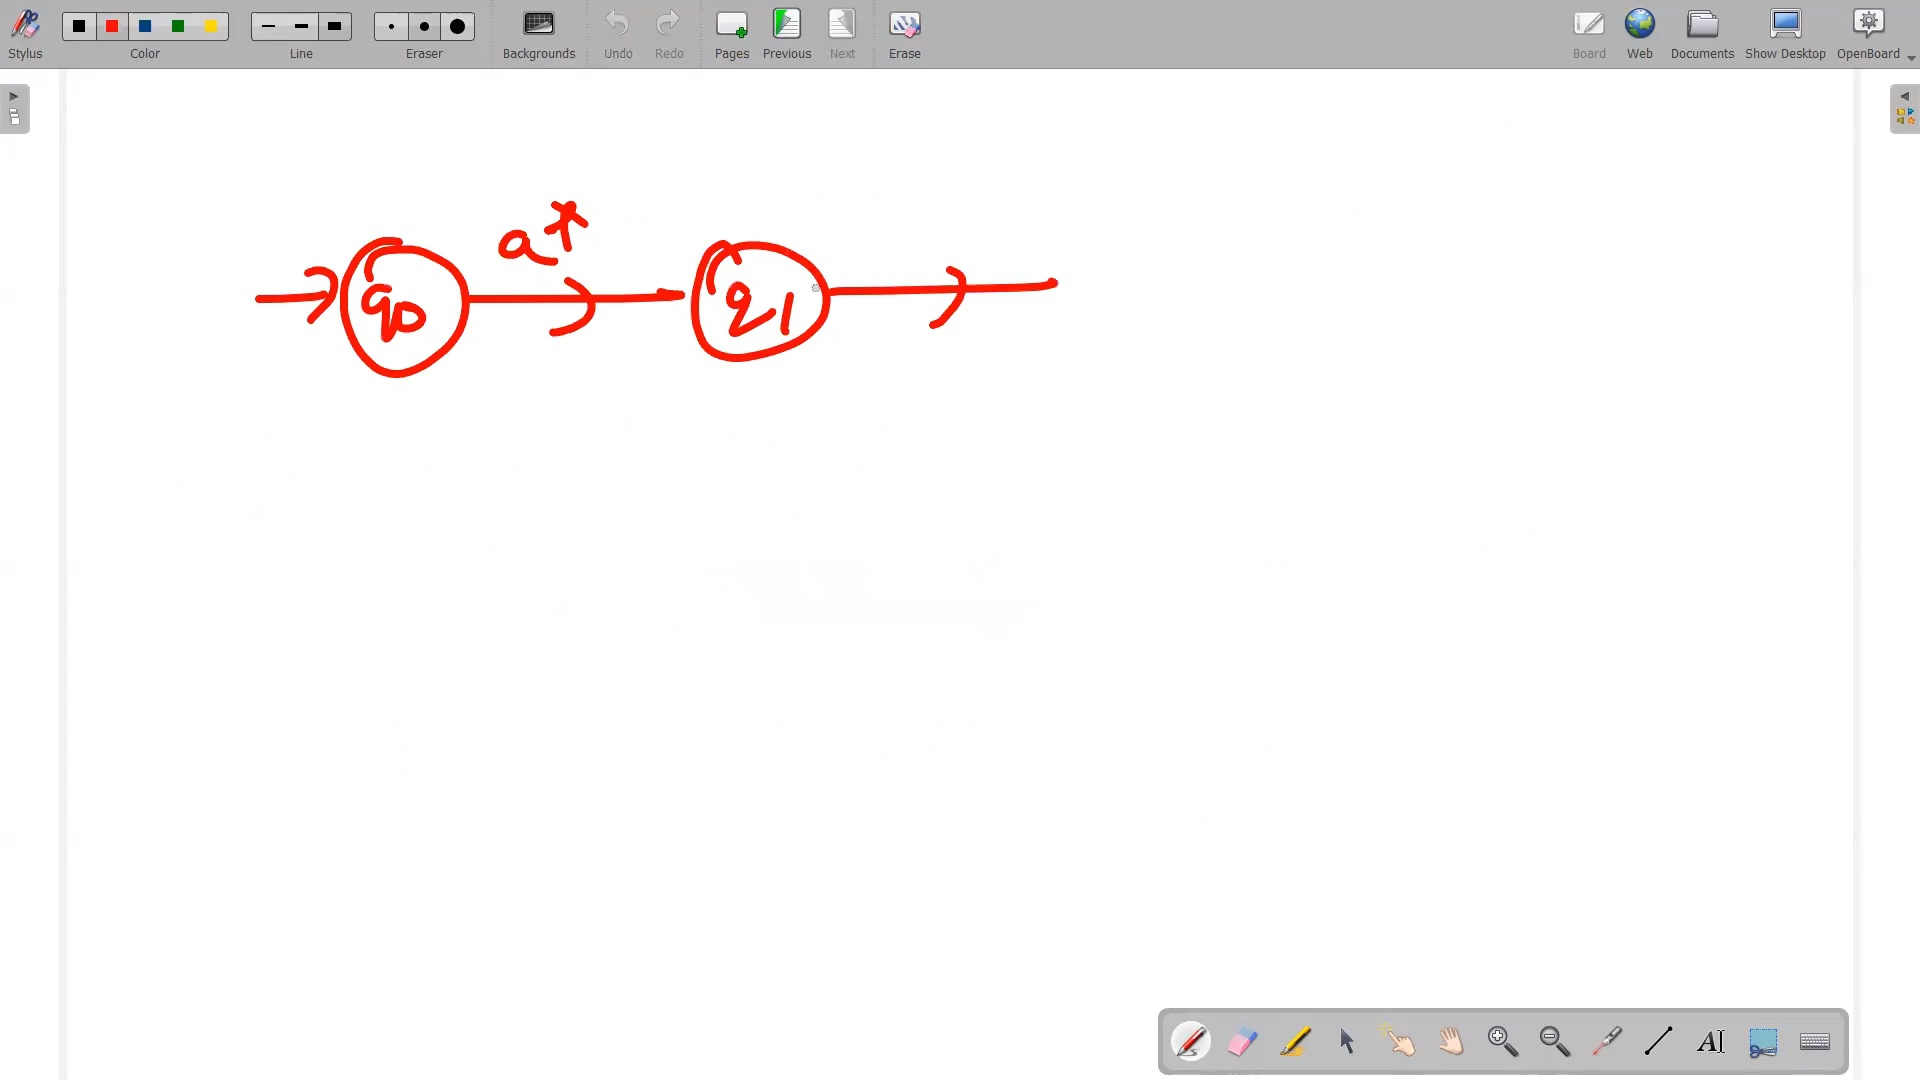 Stylus Color Line Eraser Backgrounds Undo Redo Pages Previous Next Erase Board Web Documents Show Desktop OpenBoard
a*
q0 q1
A